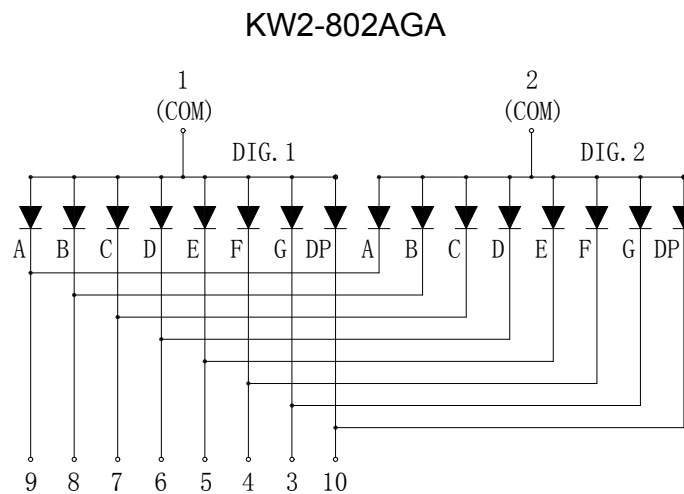 KW2-802AGA
1 2
(COM) (COM)
DIG.1 DIG.2
A B C D E F G DP A B C D E F G DP
9 8 7 6 5 4 3 10